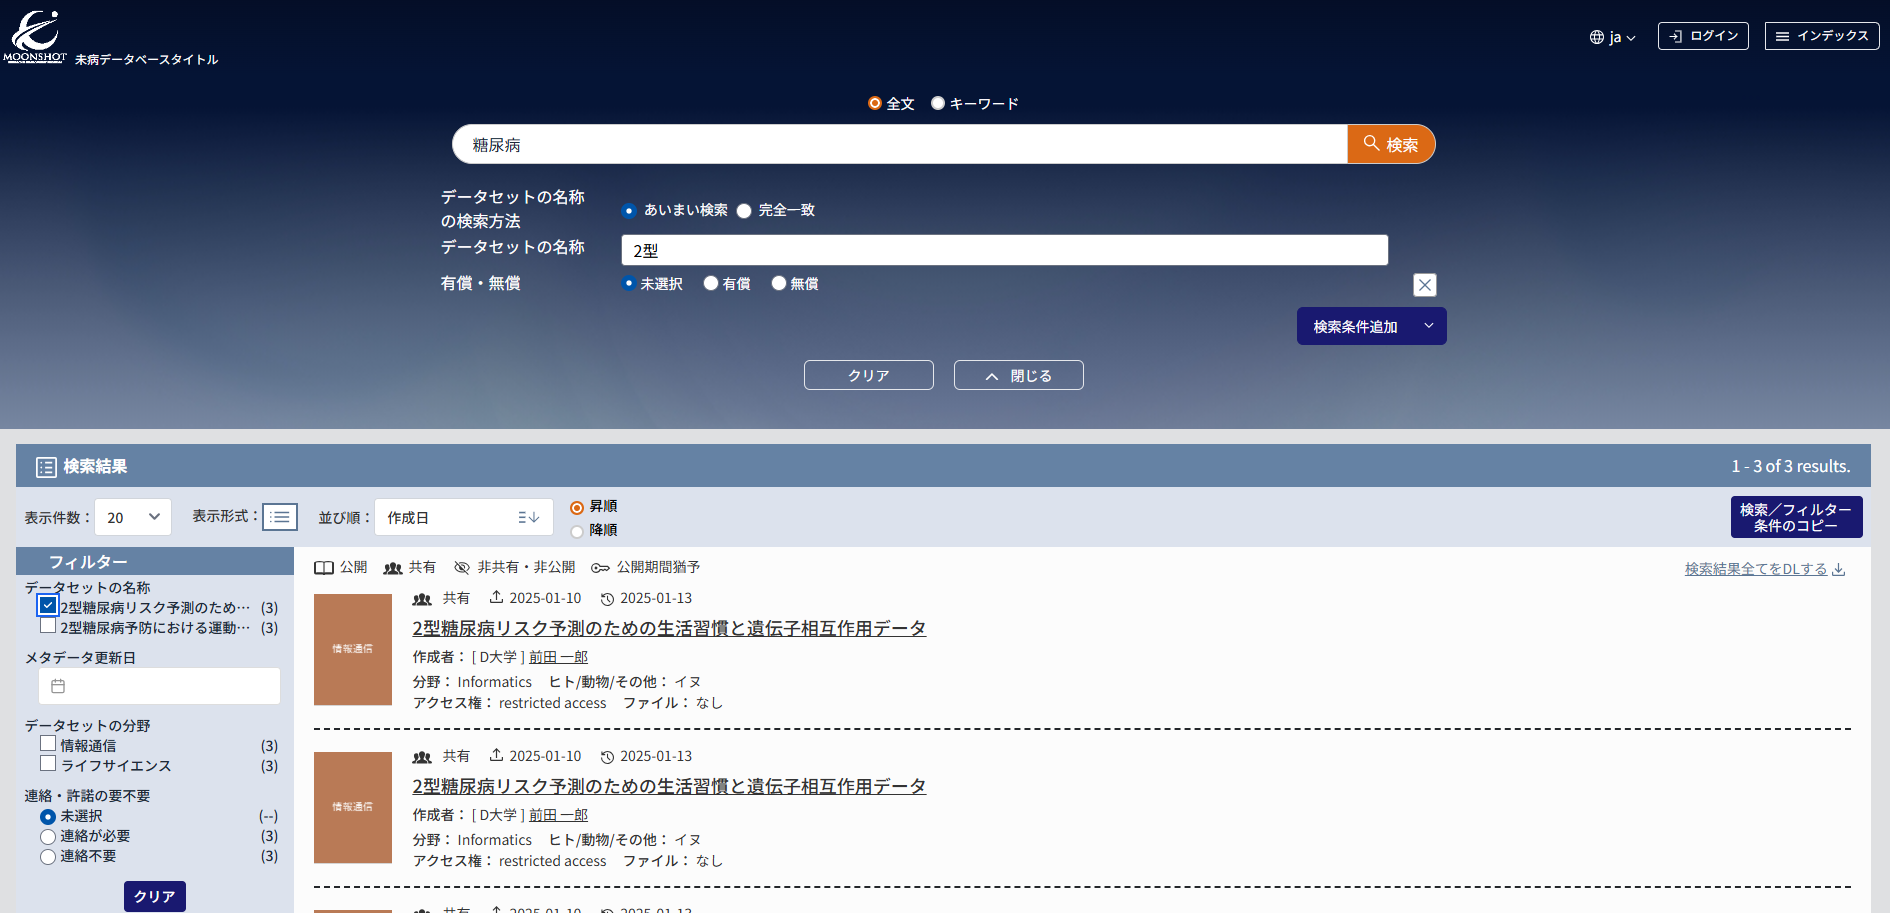 MOONSHOT
未病データベースタイトル
ja
ログイン
インデックス
全文 キーワード
糖尿病
検索
データセットの名称
の検索方法
あいまい検索 完全一致
データセットの名称
2型
有償・無償
未選択 有償 無償
検索条件追加
クリア
閉じる
検索結果
1 - 3 of 3 results.
表示件数： 20
表示形式：
並び順： 作成日
昇順
降順
検索／フィルター
条件のコピー
フィルター
データセットの名称
2型糖尿病リスク予測のため… (3)
2型糖尿病予防における運動… (3)
メタデータ更新日
データセットの分野
情報通信 (3)
ライフサイエンス (3)
連絡・許諾の要不要
未選択 (--)
連絡が必要 (3)
連絡不要 (3)
クリア
公開 共有 非共有・非公開 公開期間猶予
検索結果全てをDLする
情報通信
共有 2025-01-10 2025-01-13
2型糖尿病リスク予測のための生活習慣と遺伝子相互作用データ
作成者： [ D大学 ] 前田 一郎
分野： Informatics ヒト/動物/その他： イヌ
アクセス権： restricted access ファイル： なし
情報通信
共有 2025-01-10 2025-01-13
2型糖尿病リスク予測のための生活習慣と遺伝子相互作用データ
作成者： [ D大学 ] 前田 一郎
分野： Informatics ヒト/動物/その他： イヌ
アクセス権： restricted access ファイル： なし
共有 2025-01-10 2025-01-13